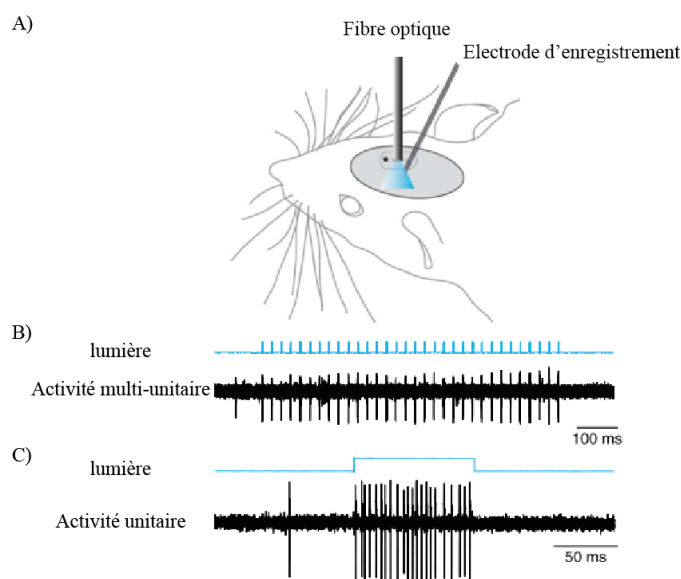 A)
Fibre optique
Electrode d'enregistrement
*
B)
lumière
Activité multi-unitaire
100 ms
C)
lumière
Activité unitaire
50 ms